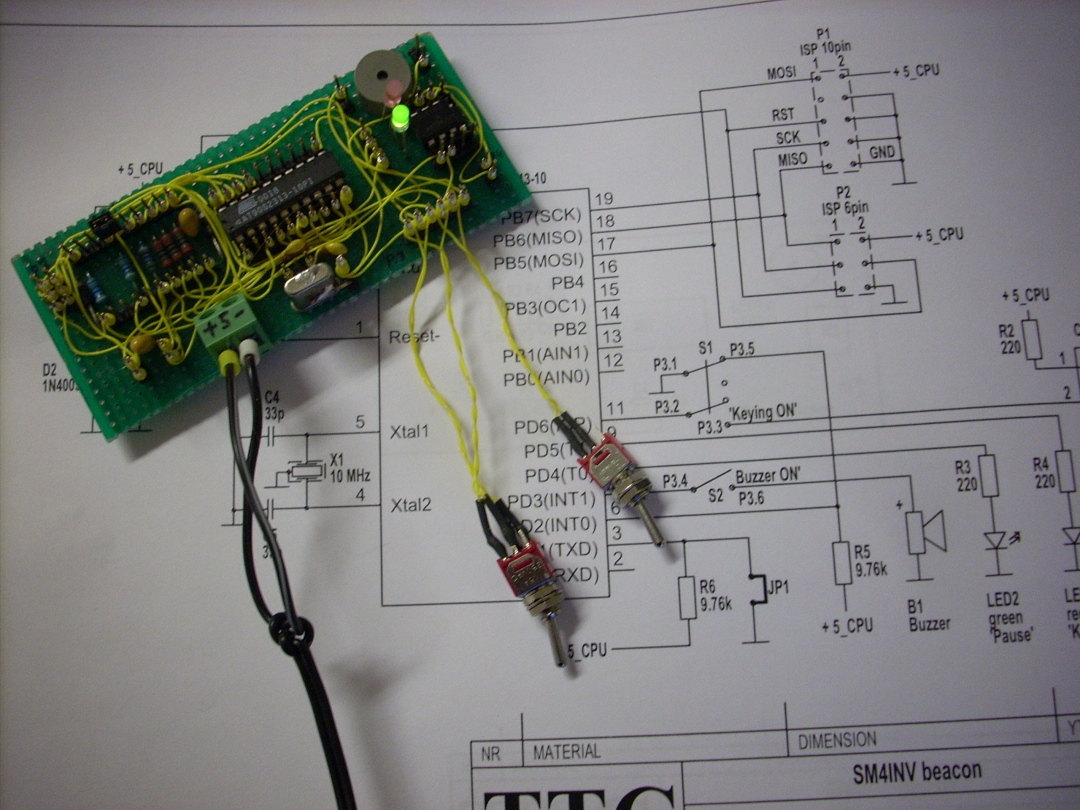 P1
ISP 10pin
1 2
MOSI
+ 5_CPU
RST
SCK
MISO
GND
P2
ISP 6pin
1 2
+ 5_CPU
+ 5_CPU
13-10
PB7(SCK)
19
PB6(MISO)
18
PB5(MOSI)
17
PB4
16
PB3(OC1)
15
PB2
14
PB1(AIN1)
13
PB0(AIN0)
12
+5-
1
Reset-
D2
C4
33p
5
Xtal1
X1
10 MHz
4
Xtal2
11
9
PD5(T
PD4(T0
PD3(INT1)
6
D2(INT0)
3
(TXD)
2
RXD)
S1
P3.1
P3.5
P3.2
'Keying ON'
P3.3
P3.4
Buzzer ON'
S2
P3.6
+ 5_CPU
R2
220
1
2
R3
220
R4
220
R5
9.76k
+ 5_CPU
R6
9.76k
JP1
5_CPU
+
B1
Buzzer
LED2
green
'Pause'
NR
MATERIAL
DIMENSION
SM4INV beacon